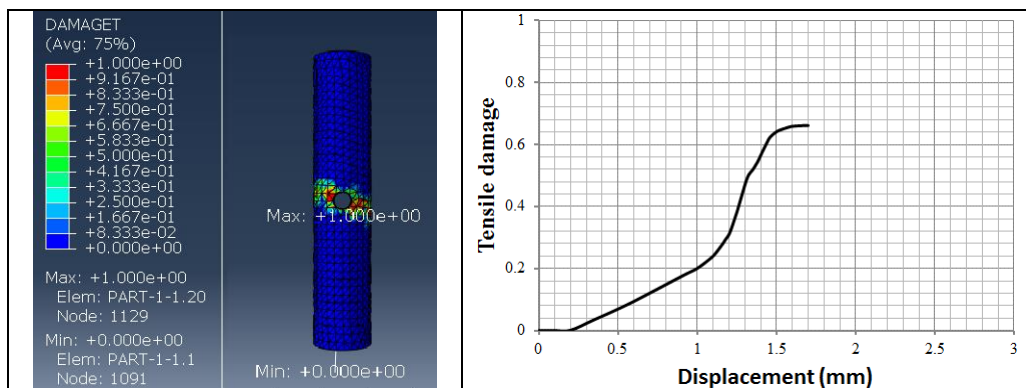 DAMAGET
(Avg: 75%)
+1.000e+00
+9.167e-01
+8.333e-01
+7.500e-01
+6.667e-01
+5.833e-01
+5.000e-01
+4.167e-01
+3.333e-01
+2.500e-01
+1.667e-01
+8.333e-02
+0.000e+00
Max: +1.000e+00
Elem: PART-1-1.20
Node: 1129
Min: +0.000e+00
Elem: PART-1-1.1
Node: 1091
Max: +1.000e+00
Min: +0.000e+00
Tensile damage
1
0.8
0.6
0.4
0.2
0
0 0.5 1 1.5 2 2.5 3
Displacement (mm)